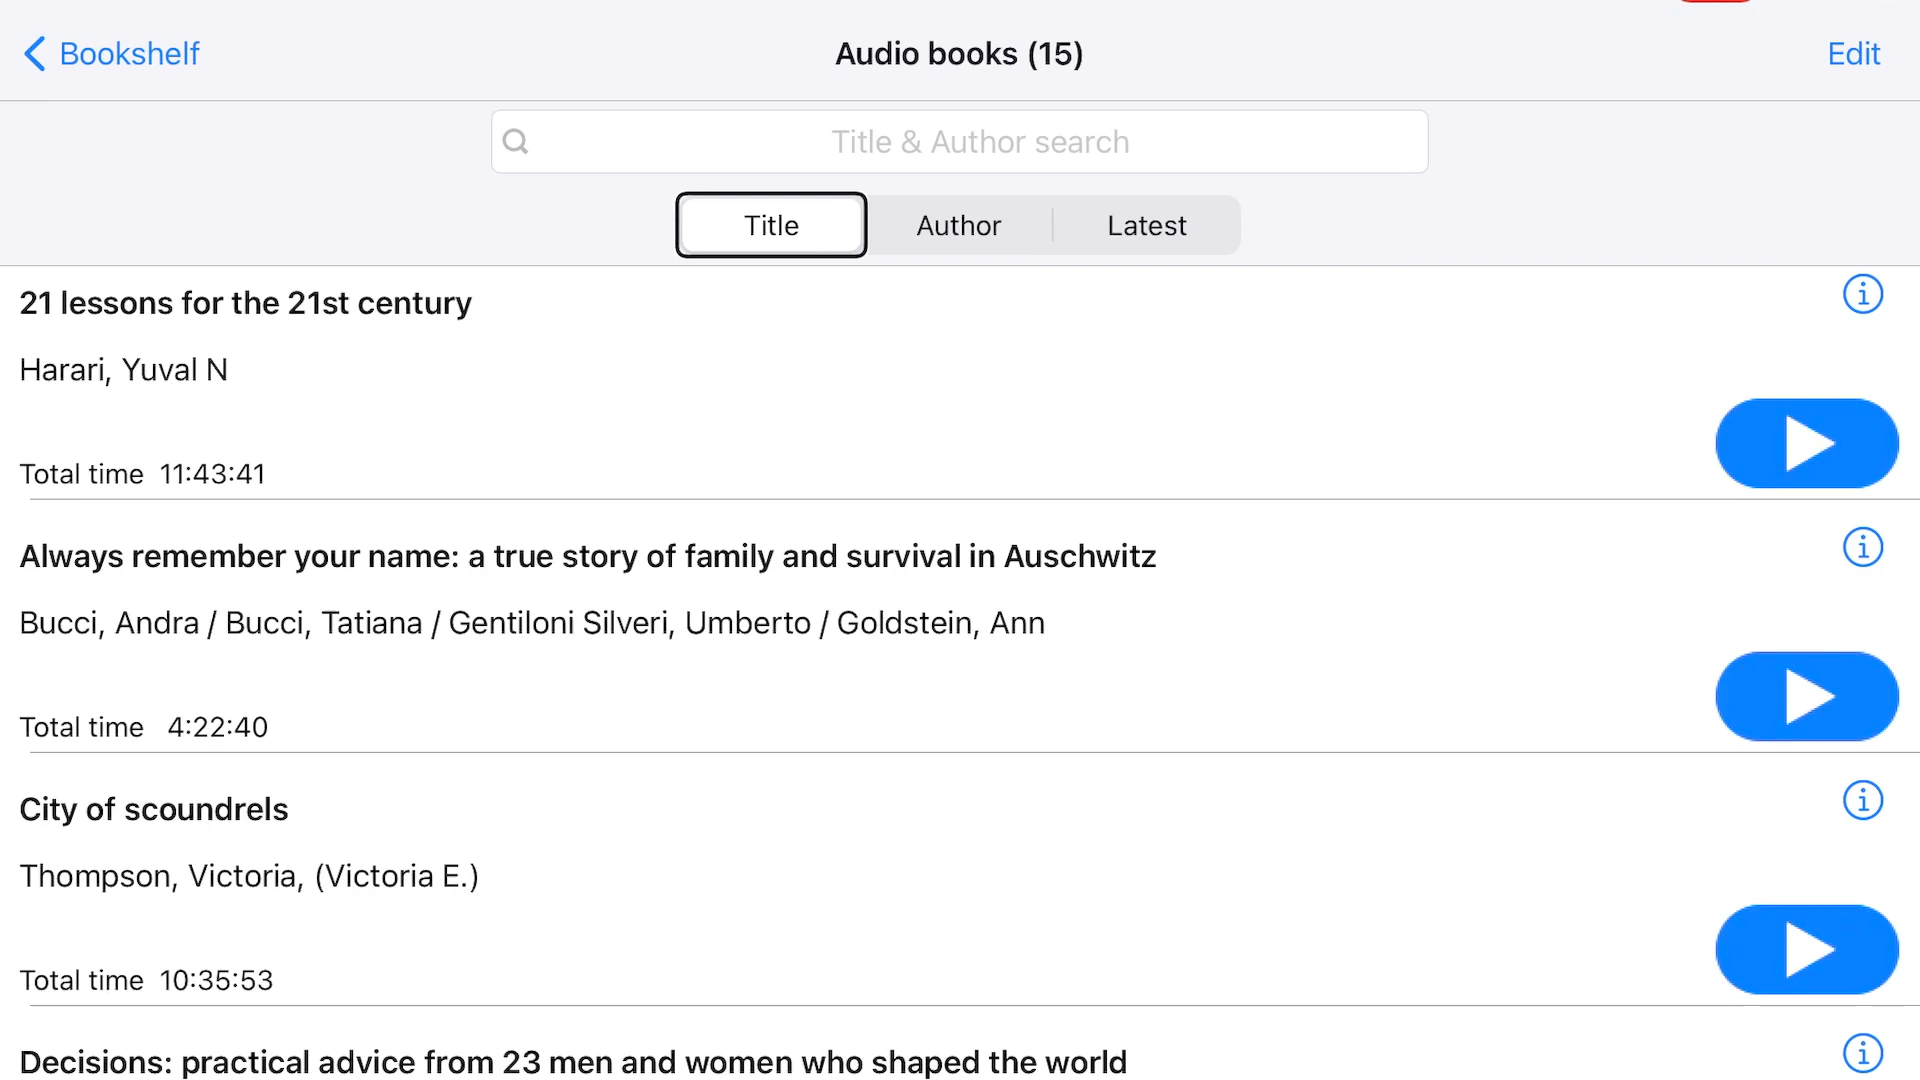 Bookshelf
Audio books (15)
Edit
Title & Author search
Title
Author
Latest
21 lessons for the 21st century
Harari, Yuval N
Total time 11:43:41
Always remember your name: a true story of family and survival in Auschwitz
Bucci, Andra / Bucci, Tatiana / Gentiloni Silveri, Umberto / Goldstein, Ann
Total time 4:22:40
City of scoundrels
Thompson, Victoria, (Victoria E.)
Total time 10:35:53
Decisions: practical advice from 23 men and women who shaped the world